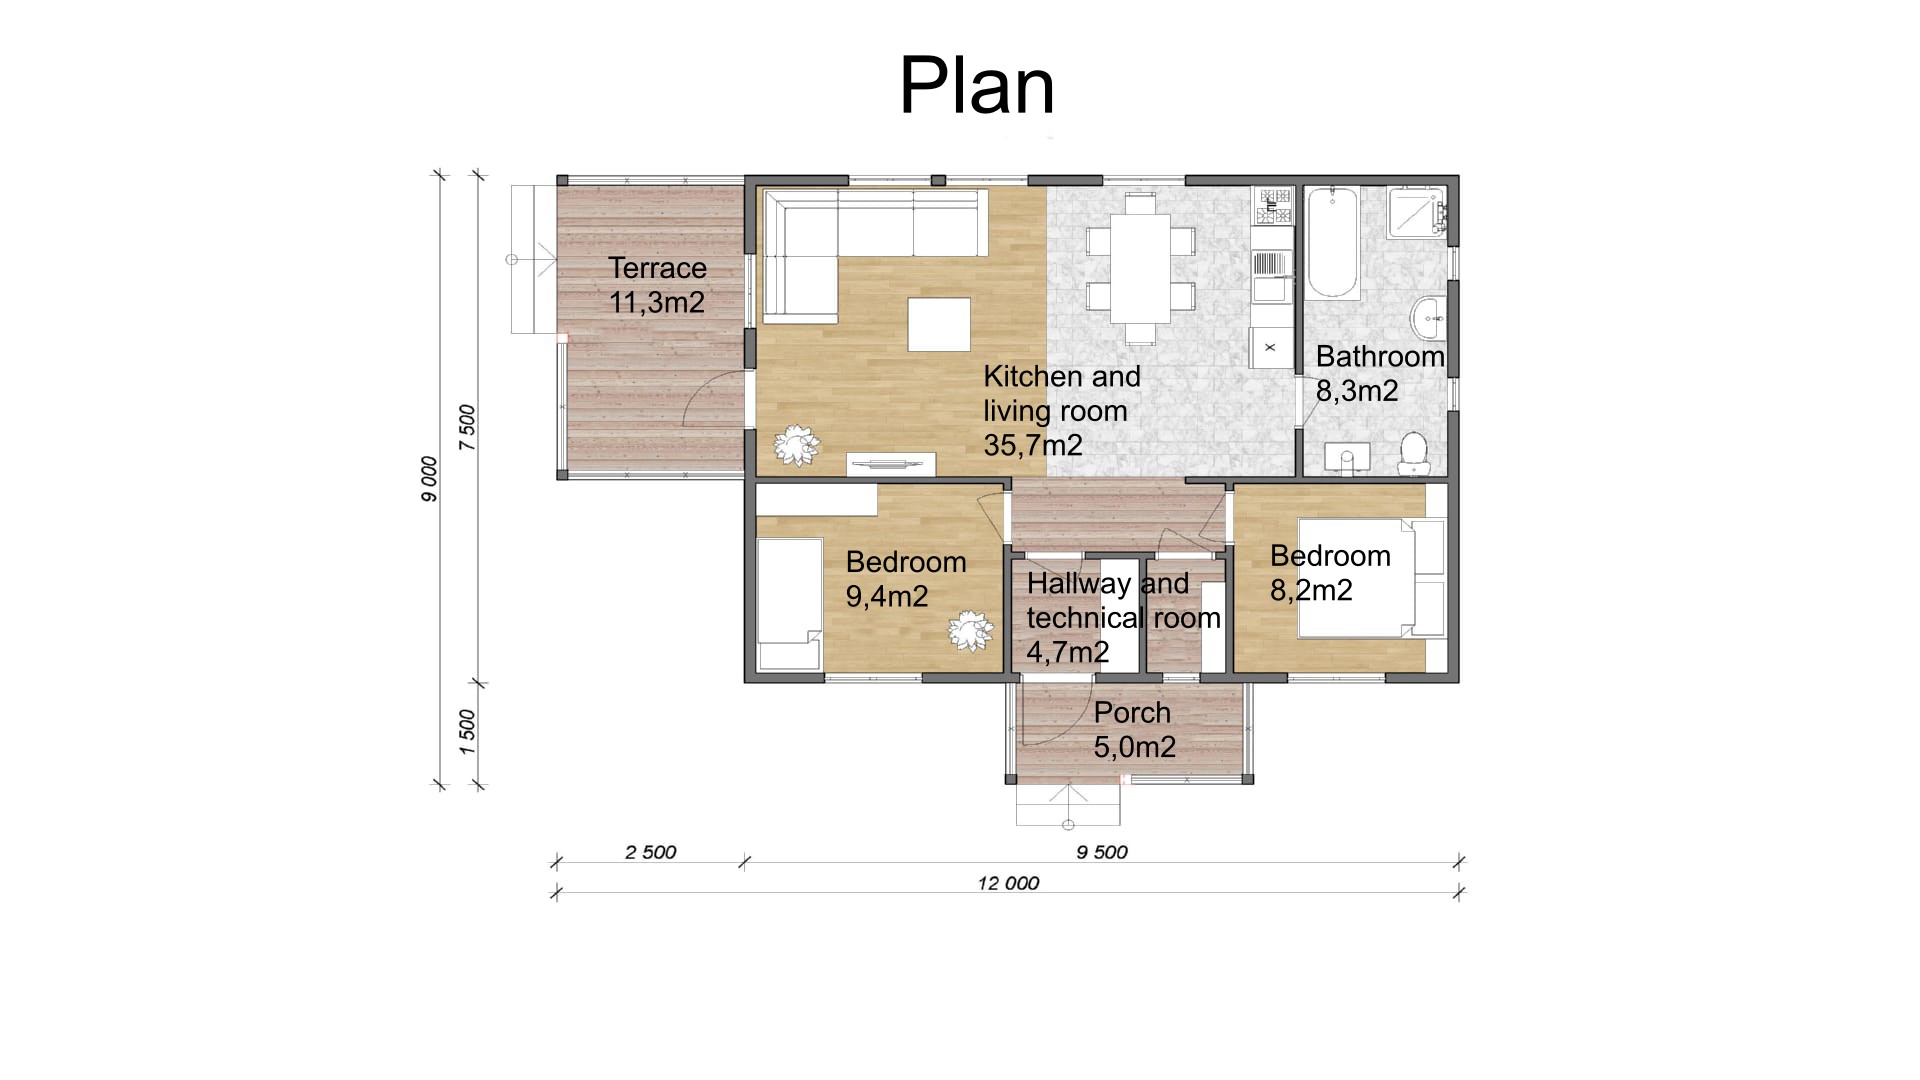 Plan
Terrace
11,3m2
Kitchen and
living room
35,7m2
Bathroom
8,3m2
Bedroom
9,4m2
Hallway and
technical room
4,7m2
Bedroom
8,2m2
Porch
5,0m2
9 000
7 500
1 500
2 500
9 500
12 000